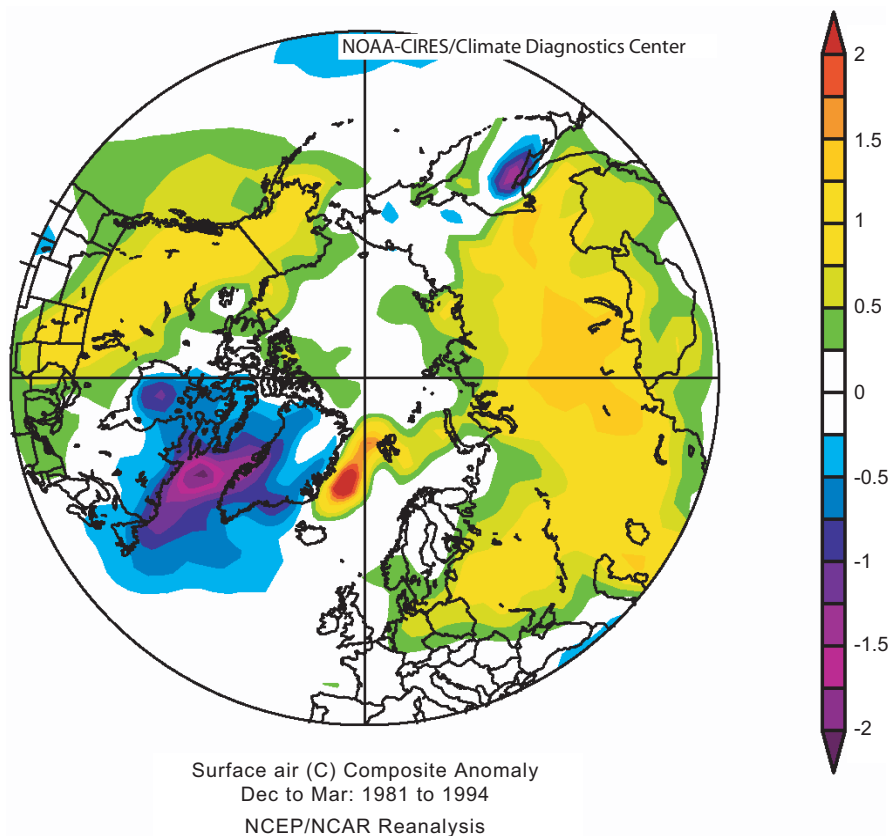 NOAA-CIRES/Climate Diagnostics Center
2
1.5
1
0.5
0
-0.5
-1
-1.5
-2
Surface air (C) Composite Anomaly
Dec to Mar: 1981 to 1994
NCEP/NCAR Reanalysis